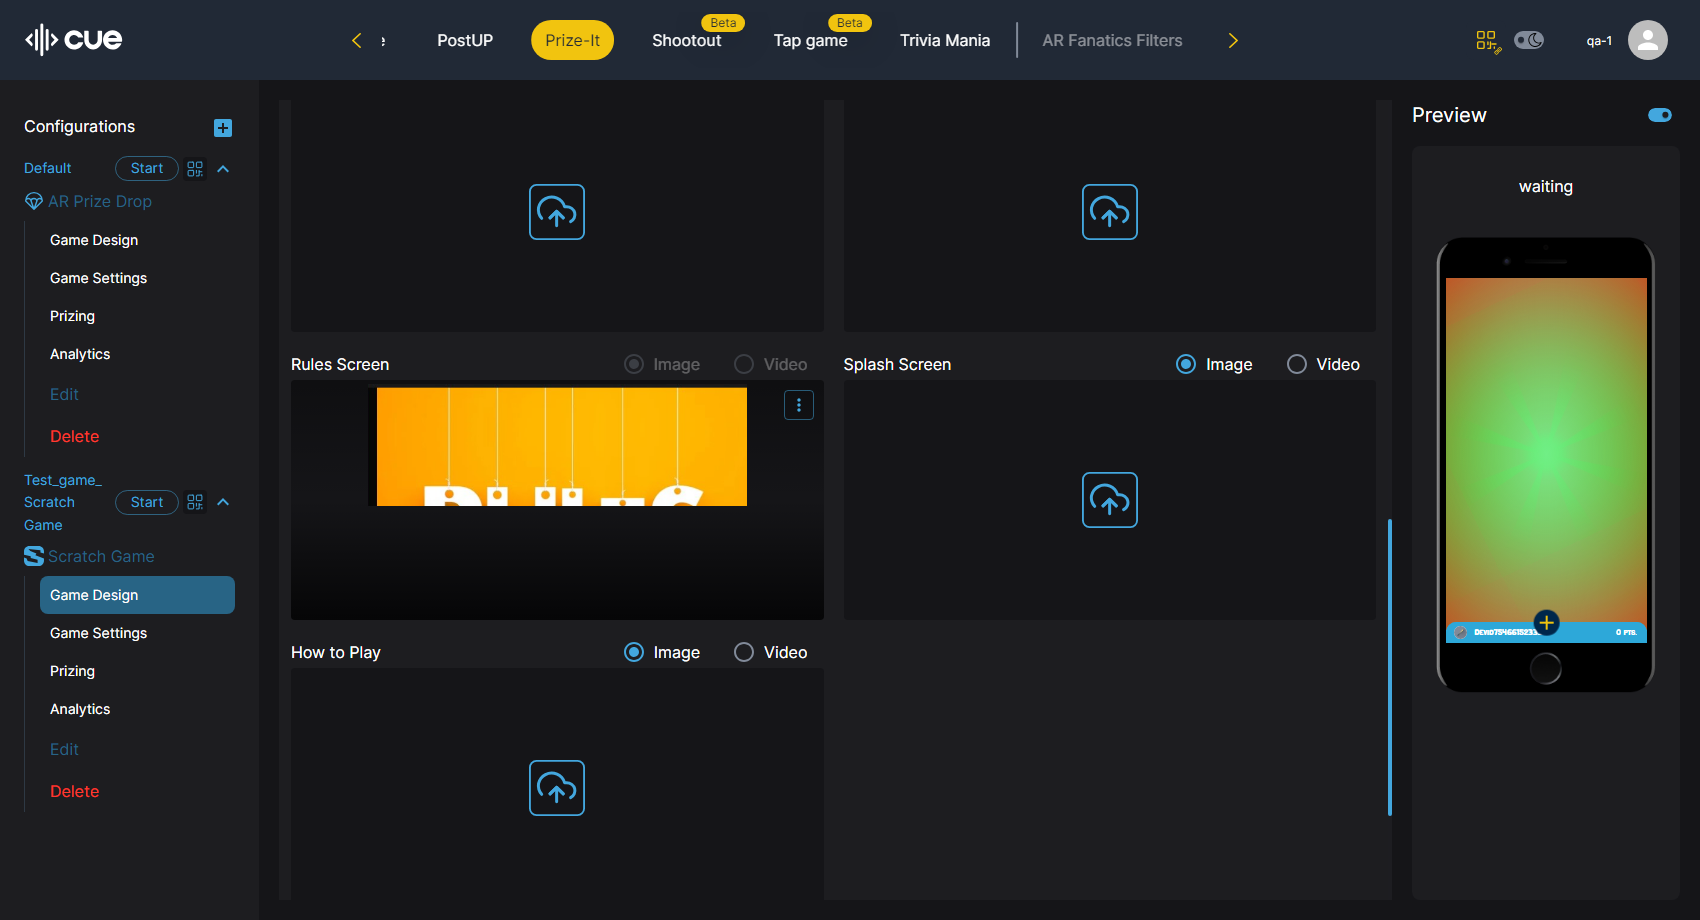 cue
PostUP
Prize-It
Beta
Shootout
Beta
Tap game
Trivia Mania
AR Fanatics Filters
qa-1
Configurations
Default
Start
AR Prize Drop
Game Design
Game Settings
Prizing
Analytics
Edit
Delete
Test_game_
Scratch
Game
Start
Scratch Game
Game Design
Game Settings
Prizing
Analytics
Edit
Delete
Rules Screen
Image
Video
Splash Screen
Image
Video
How to Play
Image
Video
Preview
waiting
0 PTS.